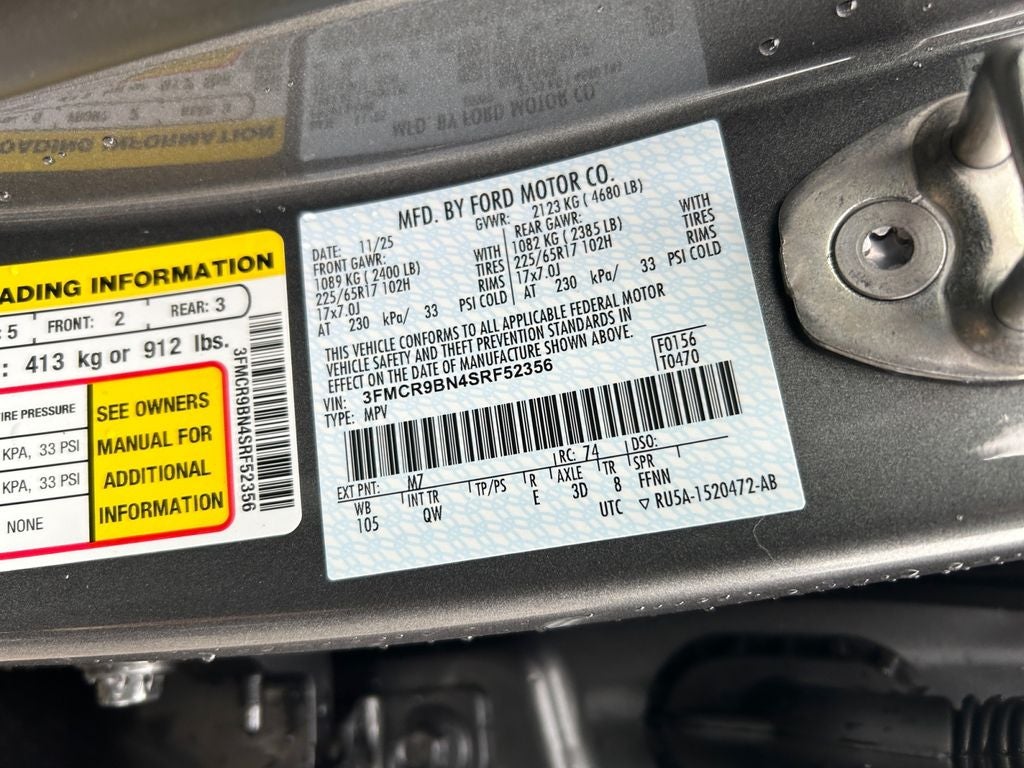 ADING INFORMATION
5 FRONT: 2 REAR: 3
: 413 kg or 912 lbs.
IRE PRESSURE
KPA, 33 PSI
KPA, 33 PSI
NONE
SEE OWNERS
MANUAL FOR
ADDITIONAL
INFORMATION
3FMCR9BN4SRF52356
MFD. BY FORD MOTOR CO.
DATE: 11/25 GVWR: 2123 KG ( 4680 LB)
FRONT GAWR: WITH REAR GAWR: WITH
1089 KG ( 2400 LB) TIRES 1082 KG ( 2385 LB) TIRES
225/65R17 102H RIMS 225/65R17 102H RIMS
17x7.0J 17x7.0J
AT 230 kPa/ 33 PSI COLD AT 230 kPa/ 33 PSI COLD
THIS VEHICLE CONFORMS TO ALL APPLICABLE FEDERAL MOTOR
VEHICLE SAFETY AND THEFT PREVENTION STANDARDS IN
EFFECT ON THE DATE OF MANUFACTURE SHOWN ABOVE.
VIN: 3FMCR9BN4SRF52356 F0156
TYPE: MPV T0470
EXT PNT: M7 RC: 74 DSO:
WB INT TR TP/PS R AXLE TR SPR
105 QW E 3D 8 FFNN
UTC ▽ RU5A-1520472-AB